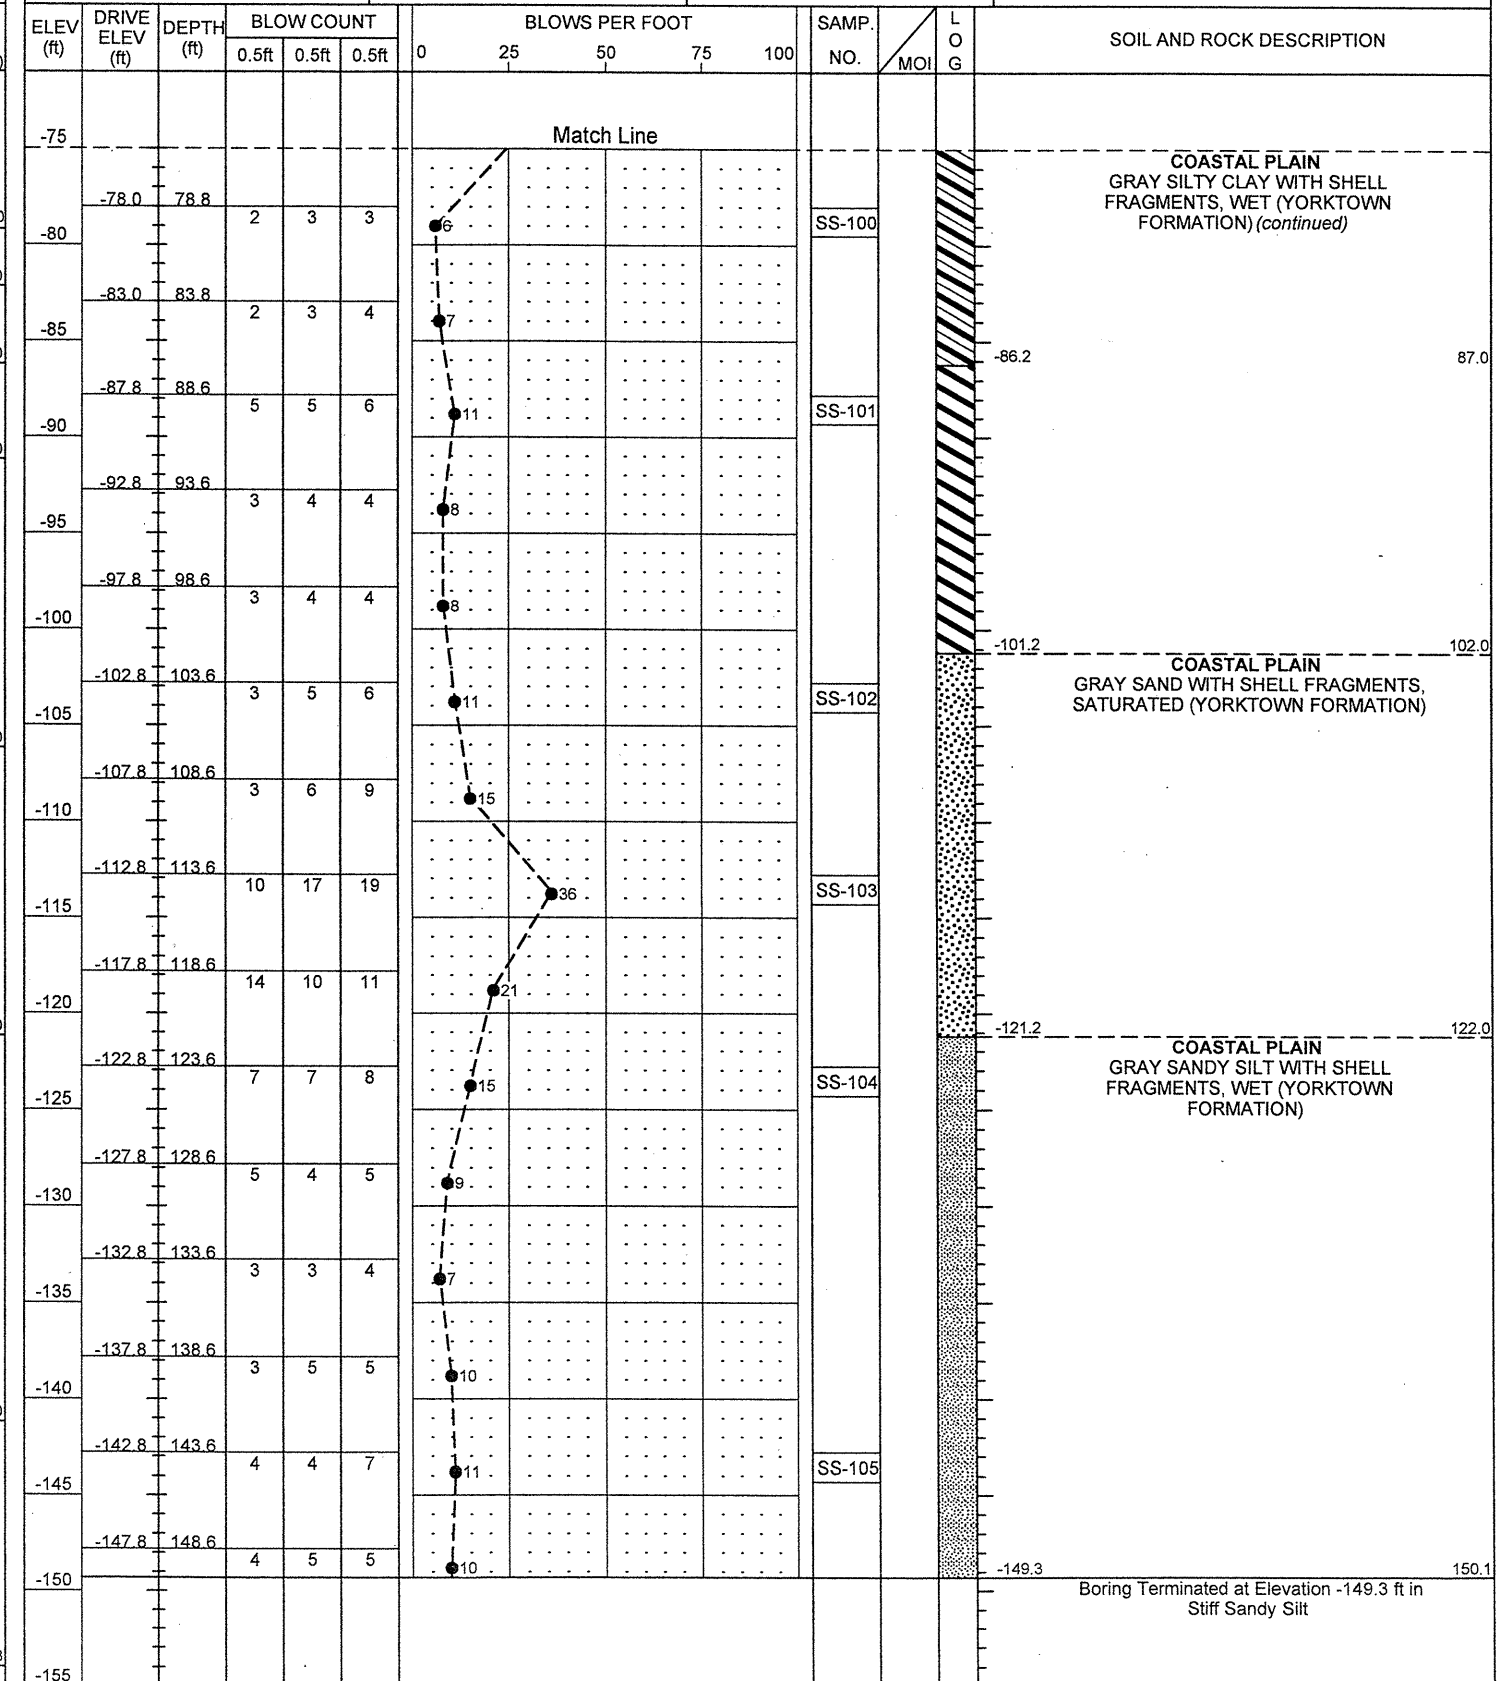 ELEV (ft) DRIVE ELEV (ft) DEPTH (ft) BLOW COUNT 0.5ft 0.5ft 0.5ft BLOWS PER FOOT 0 25 50 75 100 SAMP. NO. MOI LOG SOIL AND ROCK DESCRIPTION
-75 Match Line
COASTAL PLAIN
GRAY SILTY CLAY WITH SHELL
-78.0 78.8 FRAGMENTS, WET (YORKTOWN
2 3 3 6 SS-100 FORMATION) (continued)
-80
-83.0 83.8
2 3 4 7
-85
-86.2 87.0
-87.8 88.6
5 5 6 11 SS-101
-90
-92.8 93.6
3 4 4 8
-95
-97.8 98.6
3 4 4 8
-100
-101.2 102.0
COASTAL PLAIN
-102.8 103.6 GRAY SAND WITH SHELL FRAGMENTS,
3 5 6 11 SS-102 SATURATED (YORKTOWN FORMATION)
-105
-107.8 108.6
3 6 9 15
-110
-112.8 113.6
10 17 19 36 SS-103
-115
-117.8 118.6
14 10 11 21
-120
-121.2 122.0
COASTAL PLAIN
-122.8 123.6 GRAY SANDY SILT WITH SHELL
7 7 8 15 SS-104 FRAGMENTS, WET (YORKTOWN
-125 FORMATION)
-127.8 128.6
5 4 5 9
-130
-132.8 133.6
3 3 4 7
-135
-137.8 138.6
3 5 5 10
-140
-142.8 143.6
4 4 7 11 SS-105
-145
-147.8 148.6
4 5 5 10
-149.3 150.1
-150 Boring Terminated at Elevation -149.3 ft in
Stiff Sandy Silt
-155